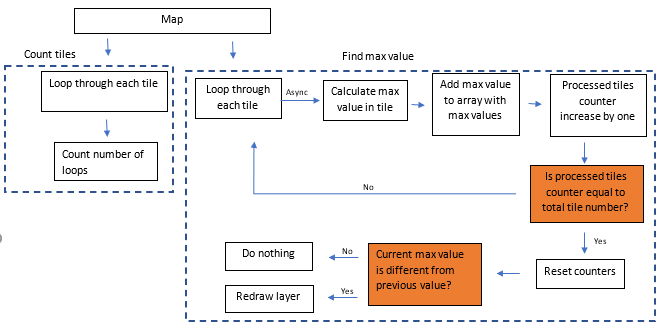 Map
Count tiles
Find max value
Loop through each tile
Count number of
loops
Loop through
each tile
Async
Calculate max
value in tile
Add max value
to array with
max values
Processed tiles
counter
increase by one
Is processed tiles
counter equal to
total tile number?
No
Yes
Reset counters
Current max value
is different from
previous value?
No
Do nothing
Yes
Redraw layer